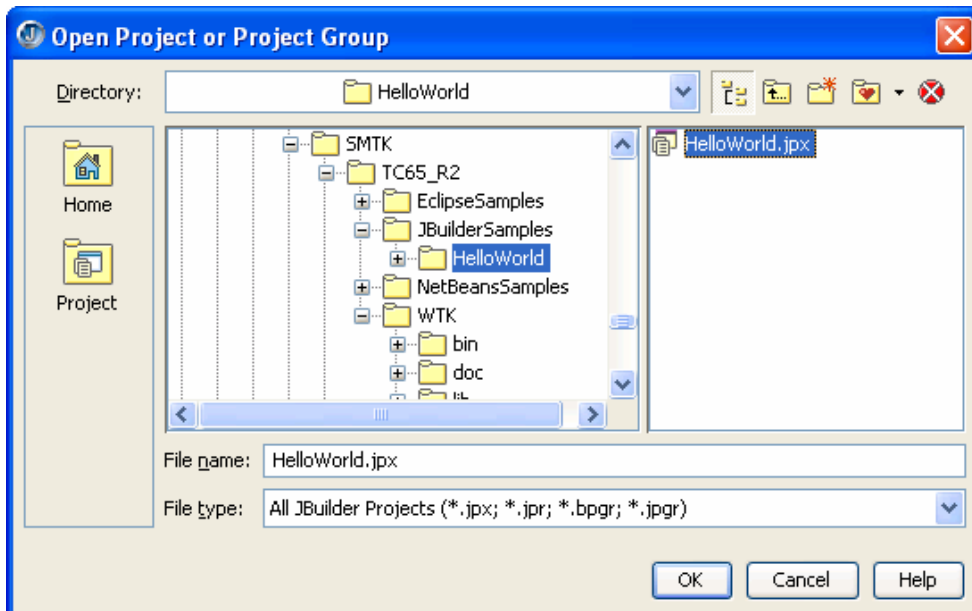 Open Project or Project Group
Directory:
HelloWorld
Home
Project
SMTK
TC65_R2
EclipseSamples
JBuilderSamples
HelloWorld
NetBeansSamples
WTK
bin
doc
lib
HelloWorld.jpx
File name: HelloWorld.jpx
File type: All JBuilder Projects (*.jpx; *.jpr; *.bpgr; *.jpgr)
OK Cancel Help